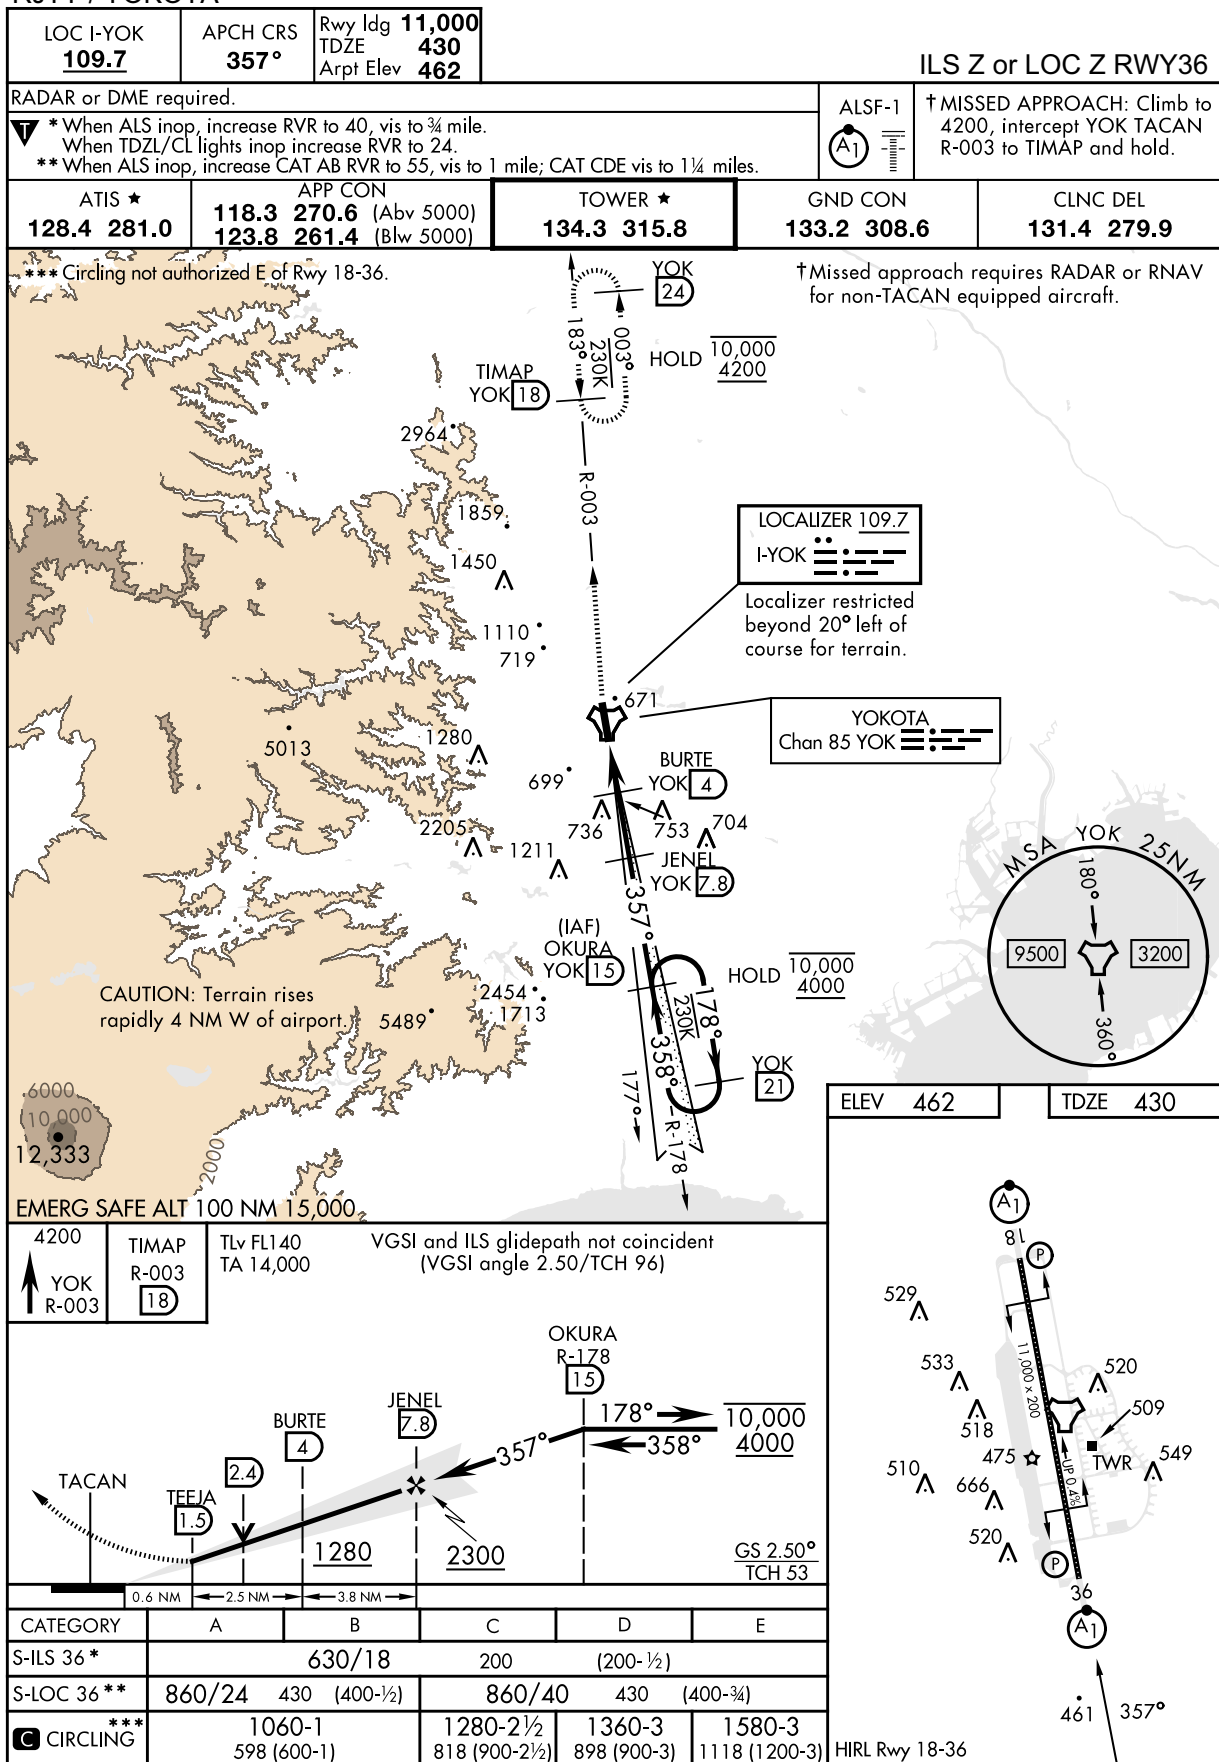 LOC I-YOK
109.7
APCH CRS
357°
Rwy ldg 11,000
TDZE 430
Arpt Elev 462
ILS Z or LOC Z RWY36
RADAR or DME required.
T * When ALS inop, increase RVR to 40, vis to ¾ mile.
When TDZL/CL lights inop increase RVR to 24.
** When ALS inop, increase CAT AB RVR to 55, vis to 1 mile; CAT CDE vis to 1¼ miles.
ALSF-1
A1
† MISSED APPROACH: Climb to
4200, intercept YOK TACAN
R-003 to TIMAP and hold.
ATIS ★
128.4 281.0
APP CON
118.3 270.6 (Abv 5000)
123.8 261.4 (Blw 5000)
TOWER ★
134.3 315.8
GND CON
133.2 308.6
CLNC DEL
131.4 279.9
*** Circling not authorized E of Rwy 18-36.
†Missed approach requires RADAR or RNAV
for non-TACAN equipped aircraft.
YOK
24
183°
230K
003°
HOLD 10,000
4200
TIMAP
YOK 18
2964
R-003
1859
1450
LOCALIZER 109.7
I-YOK
Localizer restricted
beyond 20° left of
course for terrain.
1110
719
671
YOKOTA
Chan 85 YOK
5013
1280
699
BURTE
YOK 4
736
753
704
2205
1211
JENEL
YOK 7.8
357°
MSA YOK 25NM
180°
9500
3200
360°
(IAF)
OKURA
YOK 15
HOLD 10,000
4000
178°
230K
358°
CAUTION: Terrain rises
rapidly 4 NM W of airport.
2454
1713
5489
YOK
21
177°
R-178
6000
10,000
12,333
2000
EMERG SAFE ALT 100 NM 15,000
ELEV 462
TDZE 430
4200
YOK
R-003
TIMAP
R-003
18
TLv FL140
TA 14,000
VGSI and ILS glidepath not coincident
(VGSI angle 2.50/TCH 96)
OKURA
R-178
15
JENEL
7.8
BURTE
4
2.4
TEEJA
1.5
TACAN
178°
358°
10,000
4000
357°
1280
2300
GS 2.50°
TCH 53
0.6 NM
2.5 NM
3.8 NM
A1
18
P
529
533
11,000 x 200
520
518
509
475
TWR
549
510
666
UP 0.4%
520
P
36
A1
461
357°
HIRL Rwy 18-36
CATEGORY A B C D E
S-ILS 36 * 630/18 200 (200-½)
S-LOC 36 ** 860/24 430 (400-½) 860/40 430 (400-¾)
C CIRCLING *** 1060-1 1280-2½ 1360-3 1580-3
598 (600-1) 818 (900-2½) 898 (900-3) 1118 (1200-3)